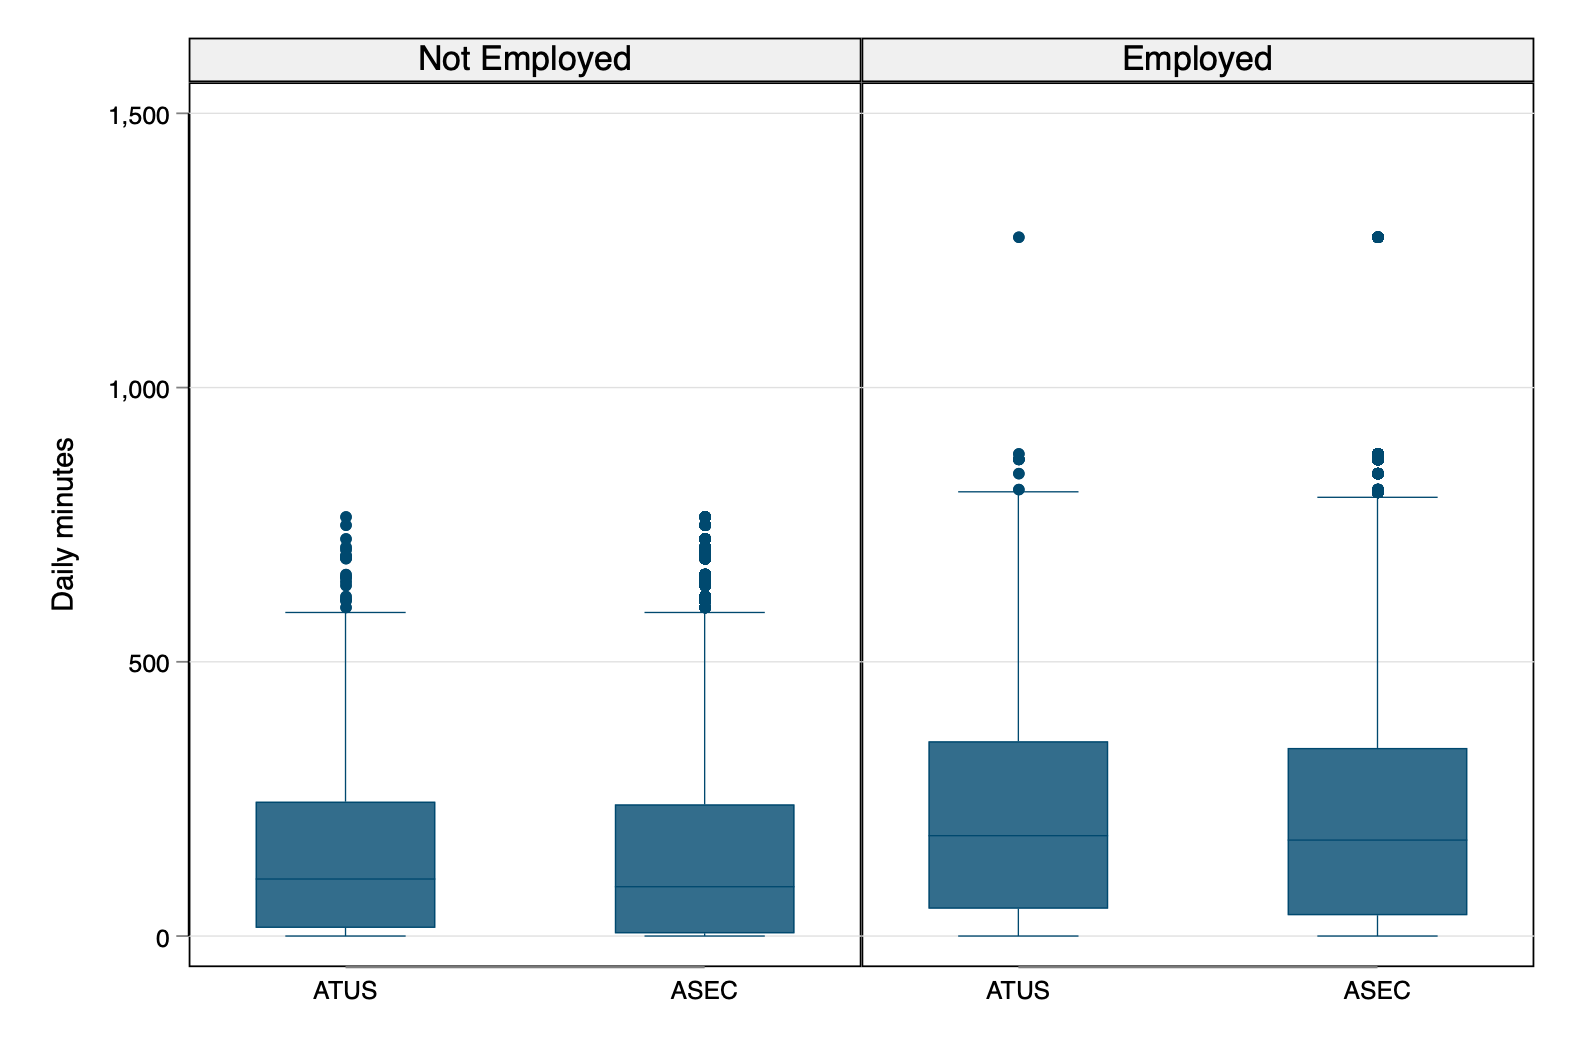 Not Employed
Employed
1,500
1,000
500
0
Daily minutes
ATUS
ASEC
ATUS
ASEC